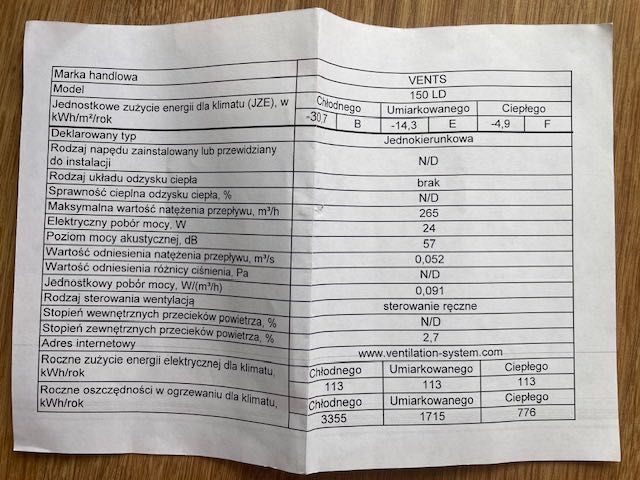 Marka handlowa VENTS
Model 150 LD
Jednostkowe zużycie energii dla klimatu (JZE), w kWh/m²/rok
Chłodnego Umiarkowanego Ciepłego
-30,7 B -14,3 E -4,9 F
Deklarowany typ Jednokierunkowa
Rodzaj napędu zainstalowany lub przewidziany do instalacji N/D
Rodzaj układu odzysku ciepła brak
Sprawność cieplna odzysku ciepła, % N/D
Maksymalna wartość natężenia przepływu, m³/h 265
Elektryczny pobór mocy, W 24
Poziom mocy akustycznej, dB 57
Wartość odniesienia natężenia przepływu, m³/s 0,052
Wartość odniesienia różnicy ciśnienia, Pa N/D
Jednostkowy pobór mocy, W/(m³/h) 0,091
Rodzaj sterowania wentylacją sterowanie ręczne
Stopień wewnętrznych przecieków powietrza, % N/D
Stopień zewnętrznych przecieków powietrza, % 2,7
Adres internetowy www.ventilation-system.com
Roczne zużycie energii elektrycznej dla klimatu, kWh/rok
Chłodnego Umiarkowanego Ciepłego
113 113 113
Roczne oszczędności w ogrzewaniu dla klimatu, kWh/rok
Chłodnego Umiarkowanego Ciepłego
3355 1715 776